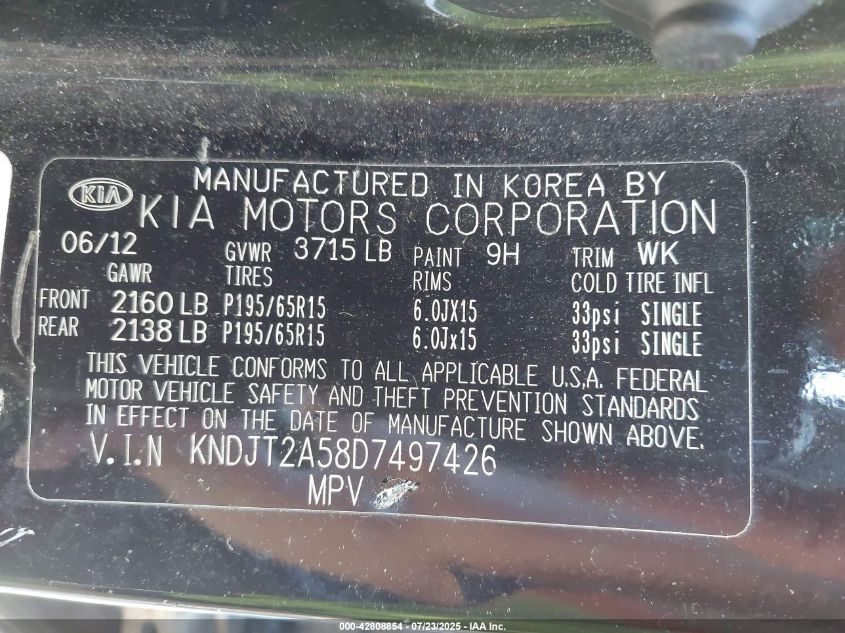 KIA
MANUFACTURED IN KOREA BY
KIA MOTORS CORPORATION
06/12 GVWR 3715 LB PAINT 9H TRIM WK
GAWR TIRES RIMS COLD TIRE INFL
FRONT 2160 LB P195/65R15 6.0JX15 33psi SINGLE
REAR 2138 LB P195/65R15 6.0Jx15 33psi SINGLE
THIS VEHICLE CONFORMS TO ALL APPLICABLE U.S.A. FEDERAL
MOTOR VEHICLE SAFETY AND THEFT PREVENTION STANDARDS
IN EFFECT ON THE DATE OF MANUFACTURE SHOWN ABOVE.
V.I.N KNDJT2A58D7497426
MPV
000-42808854 - 07/23/2025 - IAA Inc.